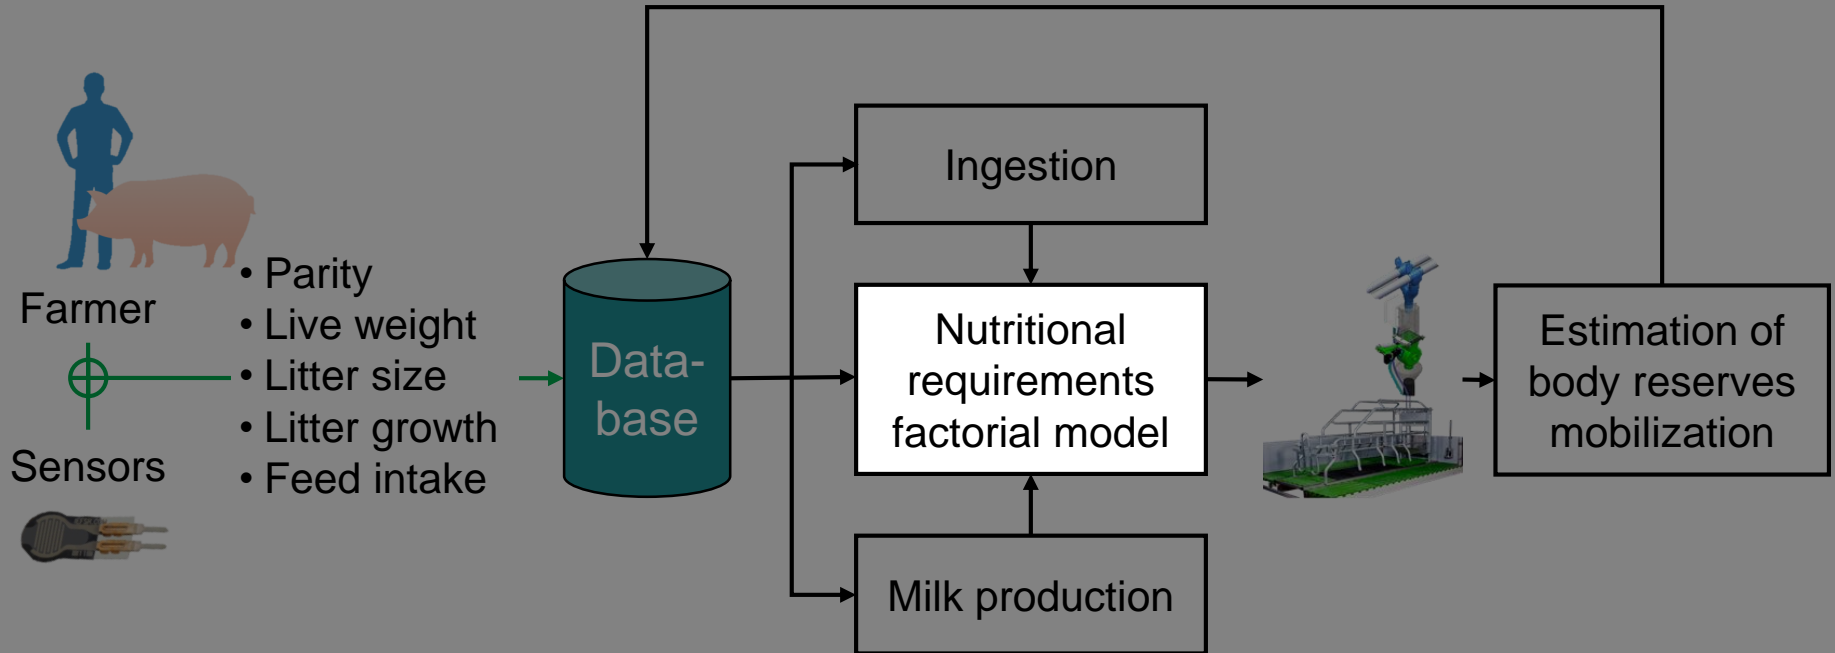 Farmer
Sensors
• Parity
• Live weight
• Litter size
• Litter growth
• Feed intake
Data-
base
Ingestion
Nutritional
requirements
factorial model
Milk production
Estimation of
body reserves
mobilization